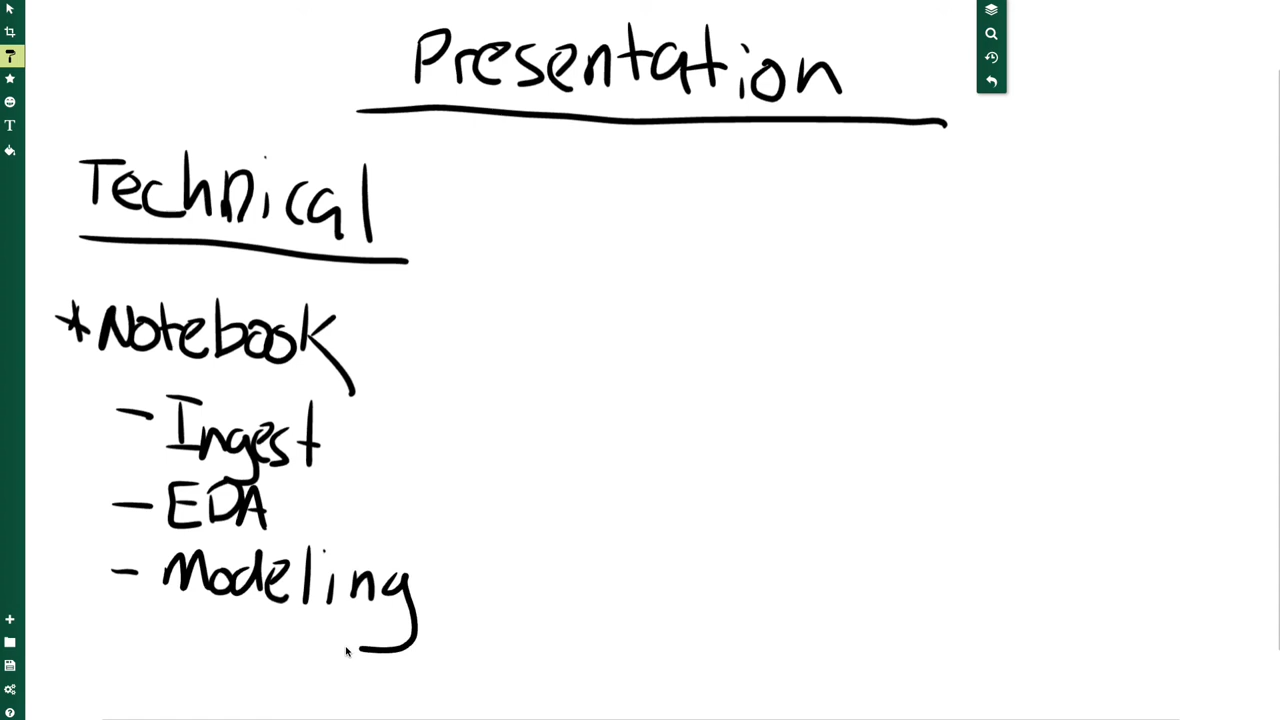 Presentation
Technical
* Notebook
- Ingest
- EDA
- Modeling